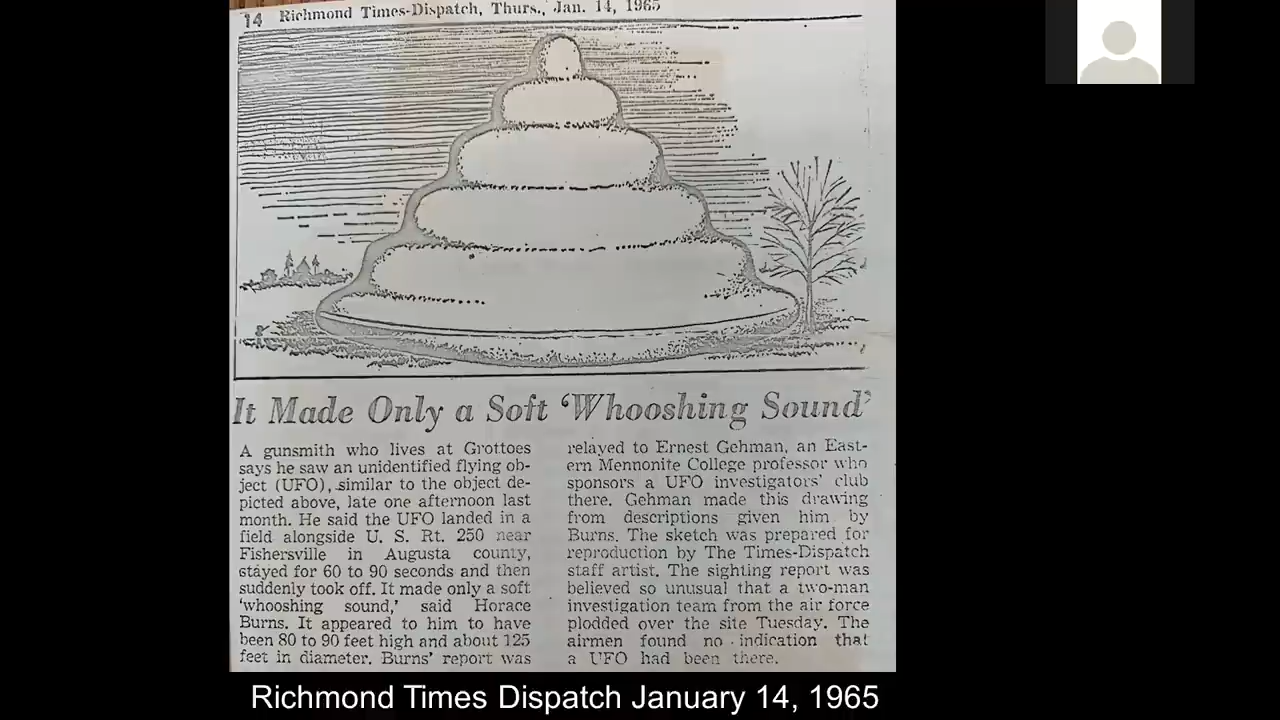 14 Richmond Times-Dispatch, Thurs., Jan. 14, 1965
It Made Only a Soft ‘Whooshing Sound’
A gunsmith who lives at Grottoes
says he saw an unidentified flying ob-
ject (UFO), similar to the object de-
picted above, late one afternoon last
month. He said the UFO landed in a
field alongside U. S. Rt. 250 near
Fishersville in Augusta county,
stayed for 60 to 90 seconds and then
suddenly took off. It made only a soft
‘whooshing sound,’ said Horace
Burns. It appeared to him to have
been 80 to 90 feet high and about 125
feet in diameter. Burns’ report was
relayed to Ernest Gehman, an East-
ern Mennonite College professor who
sponsors a UFO investigators’ club
there. Gehman made this drawing
from descriptions given him by
Burns. The sketch was prepared for
reproduction by The Times-Dispatch
staff artist. The sighting report was
believed so unusual that a two-man
investigation team from the air force
plodded over the site Tuesday. The
airmen found no indication that
a UFO had been there.
Richmond Times Dispatch January 14, 1965